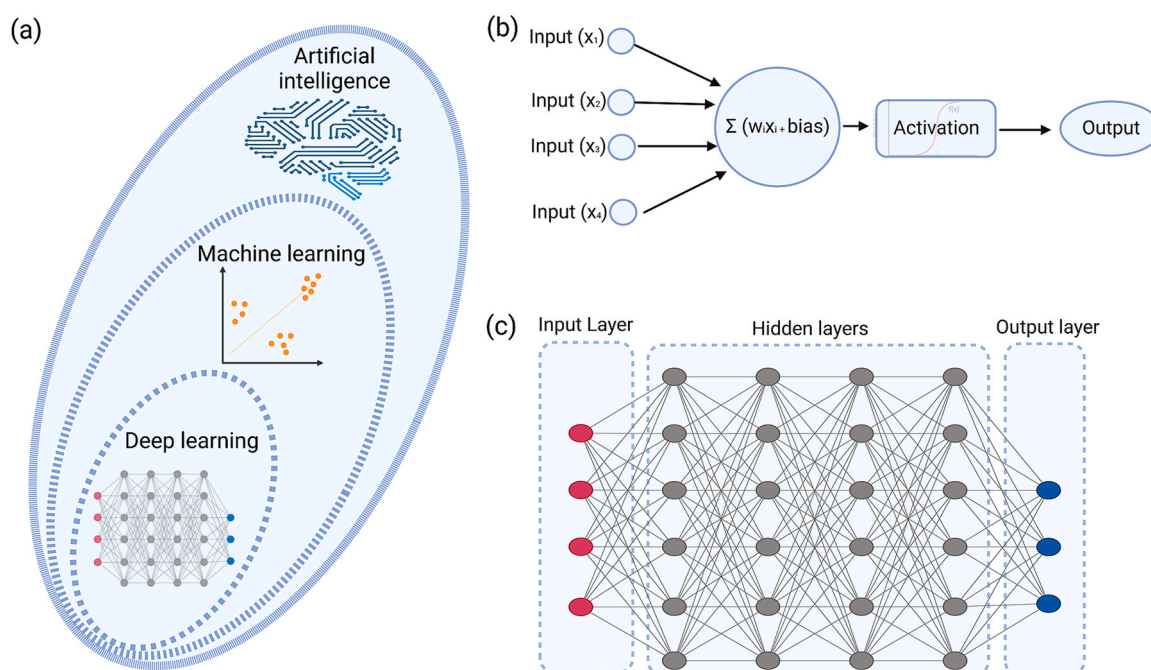 (a)
Artificial
intelligence
Machine learning
Deep learning
(b)
Input (x₁)
Input (x₂)
Input (x₃)
Input (x₄)
Σ (wᵢxᵢ + bias)
f(x)
Activation
Output
(c)
Input Layer
Hidden layers
Output layer